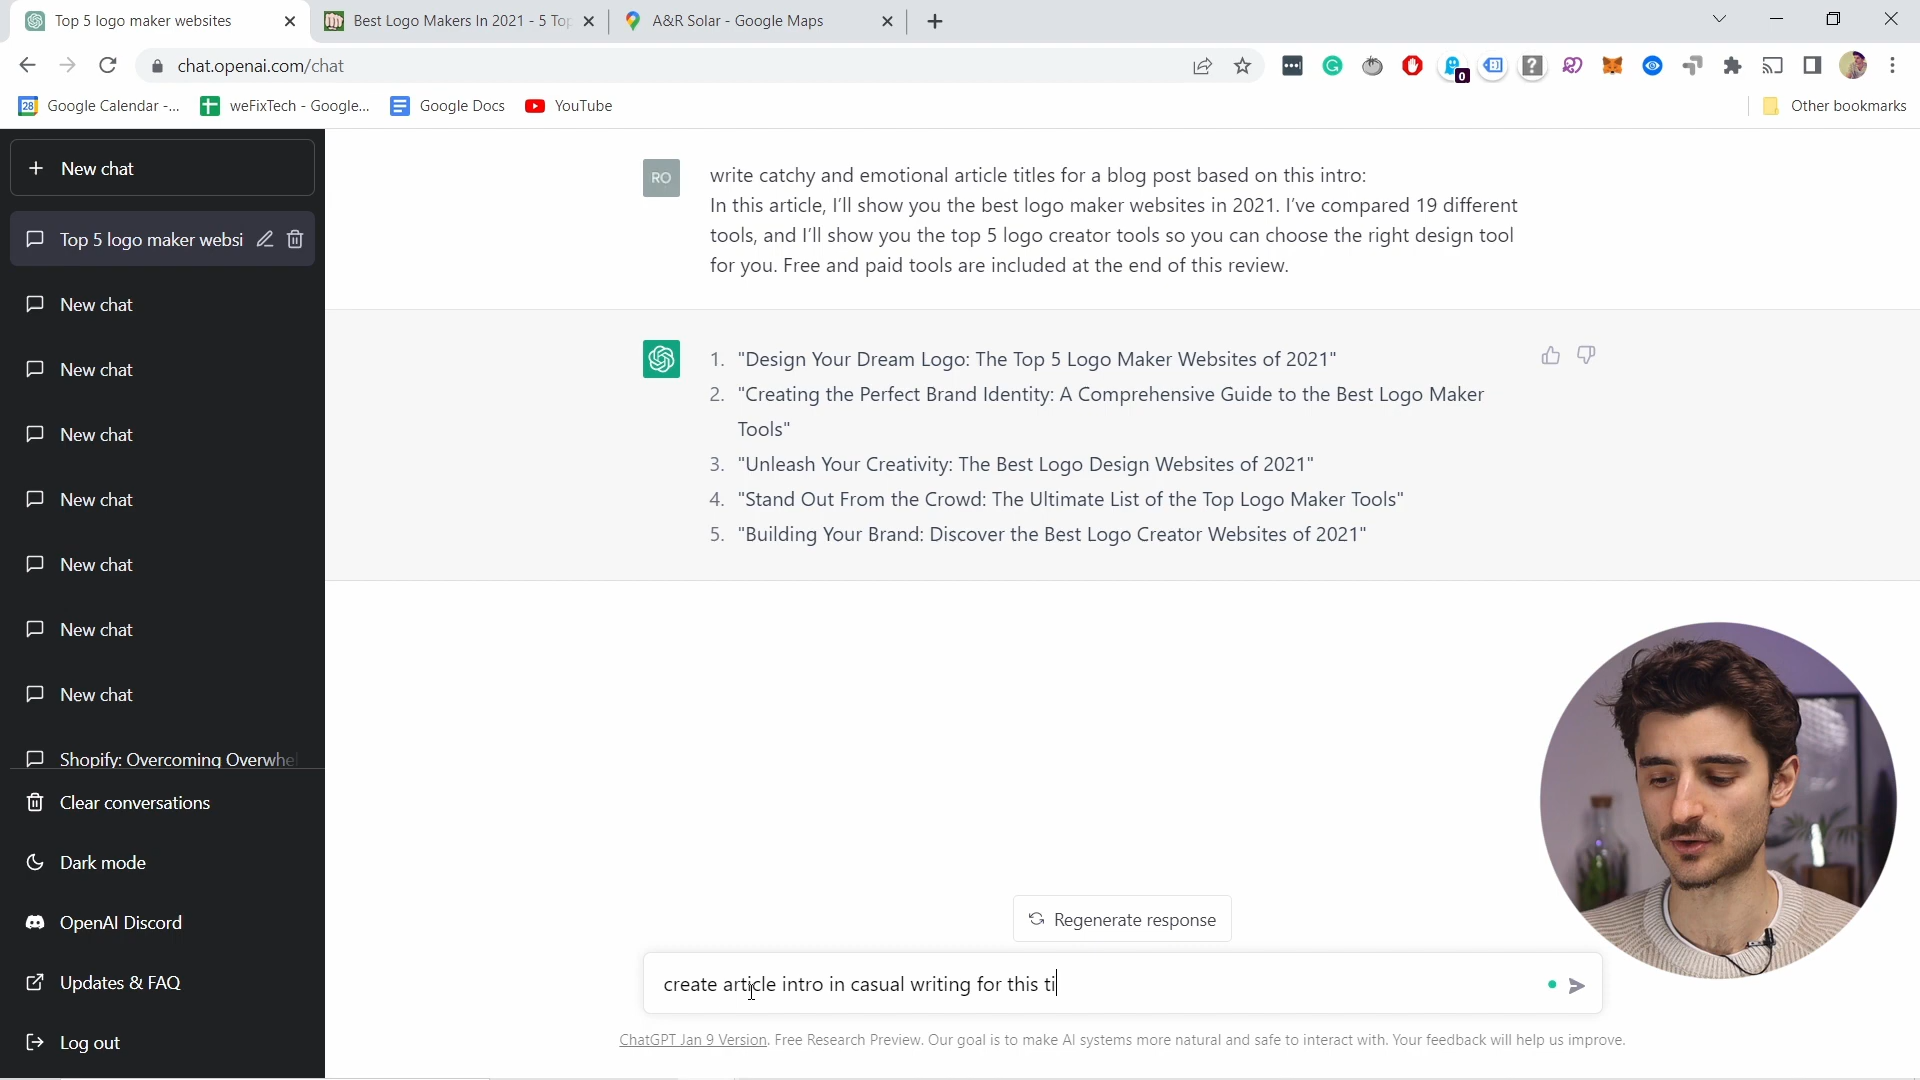 Top 5 logo maker websites
Best Logo Makers In 2021 - 5 Top
A&R Solar - Google Maps
chat.openai.com/chat
0
28 Google Calendar -...
weFixTech - Google...
Google Docs
YouTube
Other bookmarks
New chat
Top 5 logo maker websi
New chat
New chat
New chat
New chat
New chat
New chat
New chat
Shopify: Overcoming Overwhel
Clear conversations
Dark mode
OpenAI Discord
Updates & FAQ
Log out
RO
write catchy and emotional article titles for a blog post based on this intro:
In this article, I'll show you the best logo maker websites in 2021. I've compared 19 different
tools, and I'll show you the top 5 logo creator tools so you can choose the right design tool
for you. Free and paid tools are included at the end of this review.
1. "Design Your Dream Logo: The Top 5 Logo Maker Websites of 2021"
2. "Creating the Perfect Brand Identity: A Comprehensive Guide to the Best Logo Maker
Tools"
3. "Unleash Your Creativity: The Best Logo Design Websites of 2021"
4. "Stand Out From the Crowd: The Ultimate List of the Top Logo Maker Tools"
5. "Building Your Brand: Discover the Best Logo Creator Websites of 2021"
Regenerate response
create article intro in casual writing for this ti
ChatGPT Jan 9 Version. Free Research Preview. Our goal is to make AI systems more natural and safe to interact with. Your feedback will help us improve.